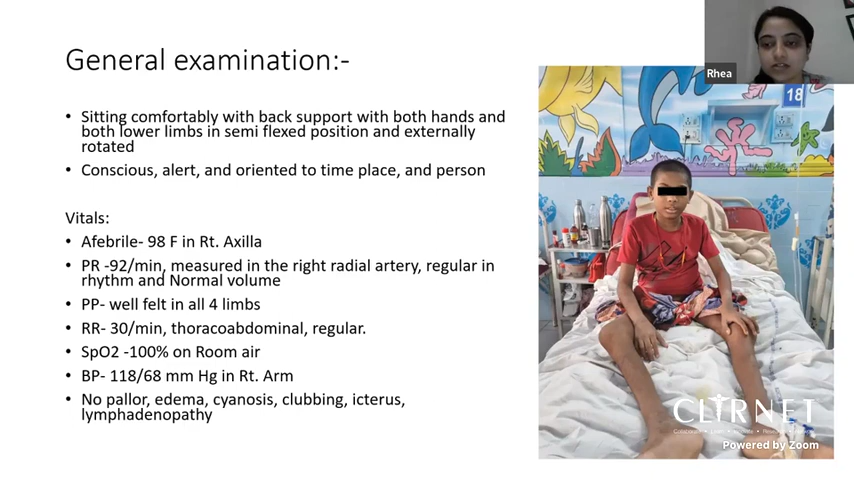 General examination:-
• Sitting comfortably with back support with both hands and
both lower limbs in semi flexed position and externally
rotated
• Conscious, alert, and oriented to time place, and person
Vitals:
• Afebrile- 98 F in Rt. Axilla
• PR -92/min, measured in the right radial artery, regular in
rhythm and Normal volume
• PP- well felt in all 4 limbs
• RR- 30/min, thoracoabdominal, regular.
• SpO2 -100% on Room air
• BP- 118/68 mm Hg in Rt. Arm
• No pallor, edema, cyanosis, clubbing, icterus,
lymphadenopathy
Rhea
18
CLIRNET
Powered by Zoom